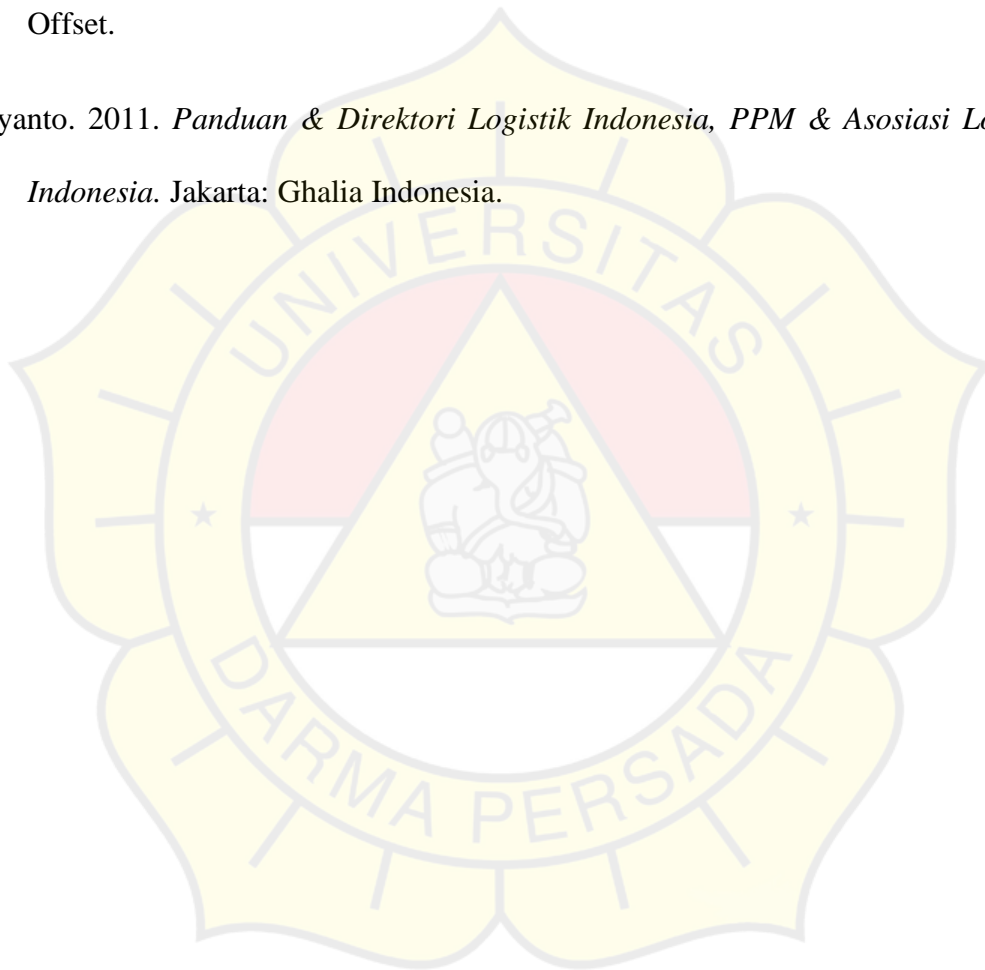 Offset.
yanto. 2011. Panduan & Direktori Logistik Indonesia, PPM & Asosiasi Lo
Indonesia. Jakarta: Ghalia Indonesia.
UNIVERSITAS
DARMA PERSADA